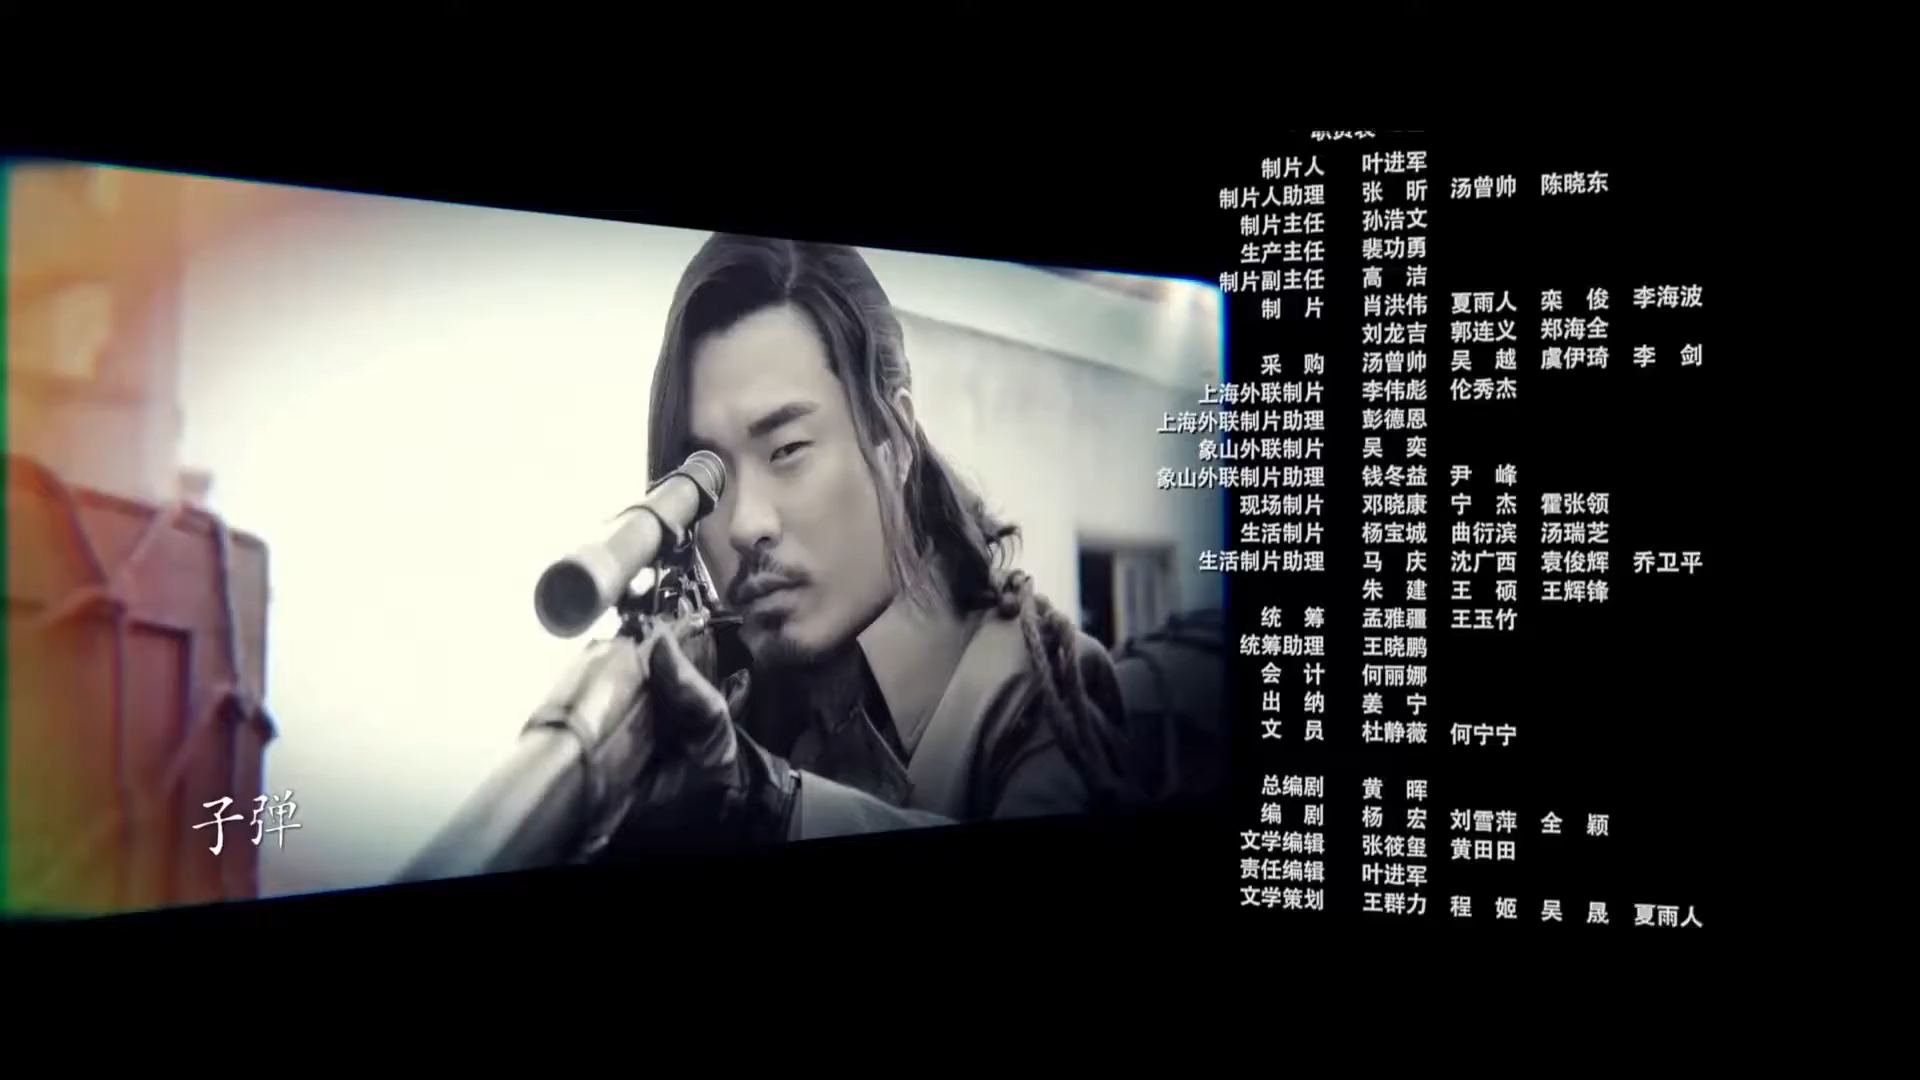 职员表
制片人 叶进军
制片人助理 张 昕 汤曾帅 陈晓东
制片主任 孙浩文
生产主任 裴功勇
制片副主任 高 洁
制 片 肖洪伟 夏雨人 栾 俊 李海波
刘龙吉 郭连义 郑海全
采 购 汤曾帅 吴 越 虞伊琦 李 剑
上海外联制片 李伟彪 伦秀杰
上海外联制片助理 彭德恩
象山外联制片 吴 奕
象山外联制片助理 钱冬益 尹 峰
现场制片 邓晓康 宁 杰 霍张领
生活制片 杨宝城 曲衍滨 汤瑞芝
生活制片助理 马 庆 沈广西 袁俊辉 乔卫平
朱 建 王 硕 王辉锋
统 筹 孟雅疆 王玉竹
统筹助理 王晓鹏
会 计 何丽娜
出 纳 姜 宁
文 员 杜静薇 何宁宁
总编剧 黄 晖
编 剧 杨 宏 刘雪萍 全 颖
文学编辑 张筱玺 黄田田
责任编辑 叶进军
文学策划 王群力 程 姬 吴 晟 夏雨人
子弹